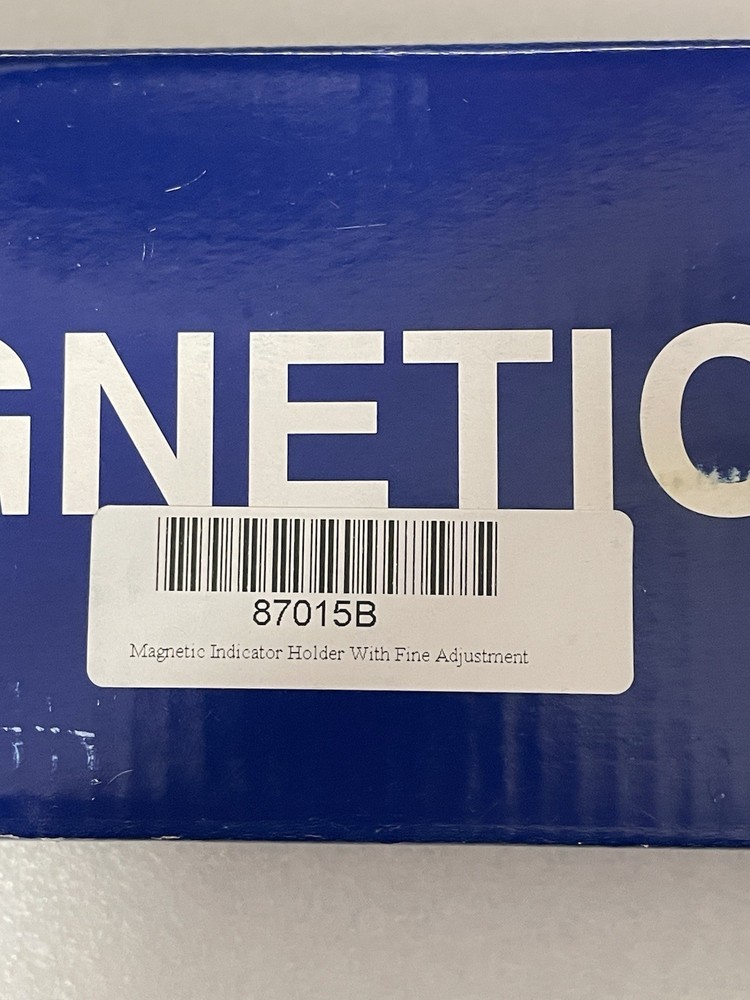 GNETIC
87015B
Magnetic Indicator Holder With Fine Adjustment